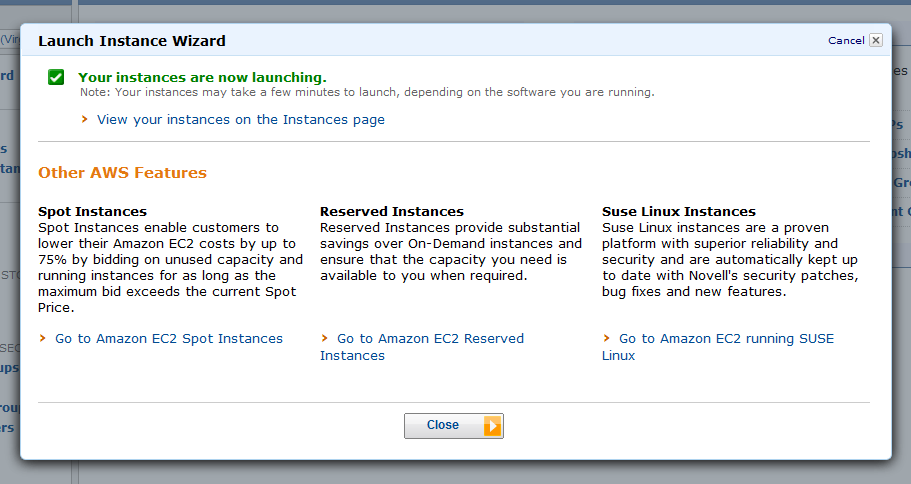 Launch Instance Wizard
Cancel
Your instances are now launching.
Note: Your instances may take a few minutes to launch, depending on the software you are running.
View your instances on the Instances page
Other AWS Features
Spot Instances
Spot Instances enable customers to
lower their Amazon EC2 costs by up to
75% by bidding on unused capacity and
running instances for as long as the
maximum bid exceeds the current Spot
Price.
Go to Amazon EC2 Spot Instances
Reserved Instances
Reserved Instances provide substantial
savings over On-Demand instances and
ensure that the capacity you need is
available to you when required.
Go to Amazon EC2 Reserved
Instances
Suse Linux Instances
Suse Linux instances are a proven
platform with superior reliability and
security and are automatically kept up
to date with Novell's security patches,
bug fixes and new features.
Go to Amazon EC2 running SUSE
Linux
Close